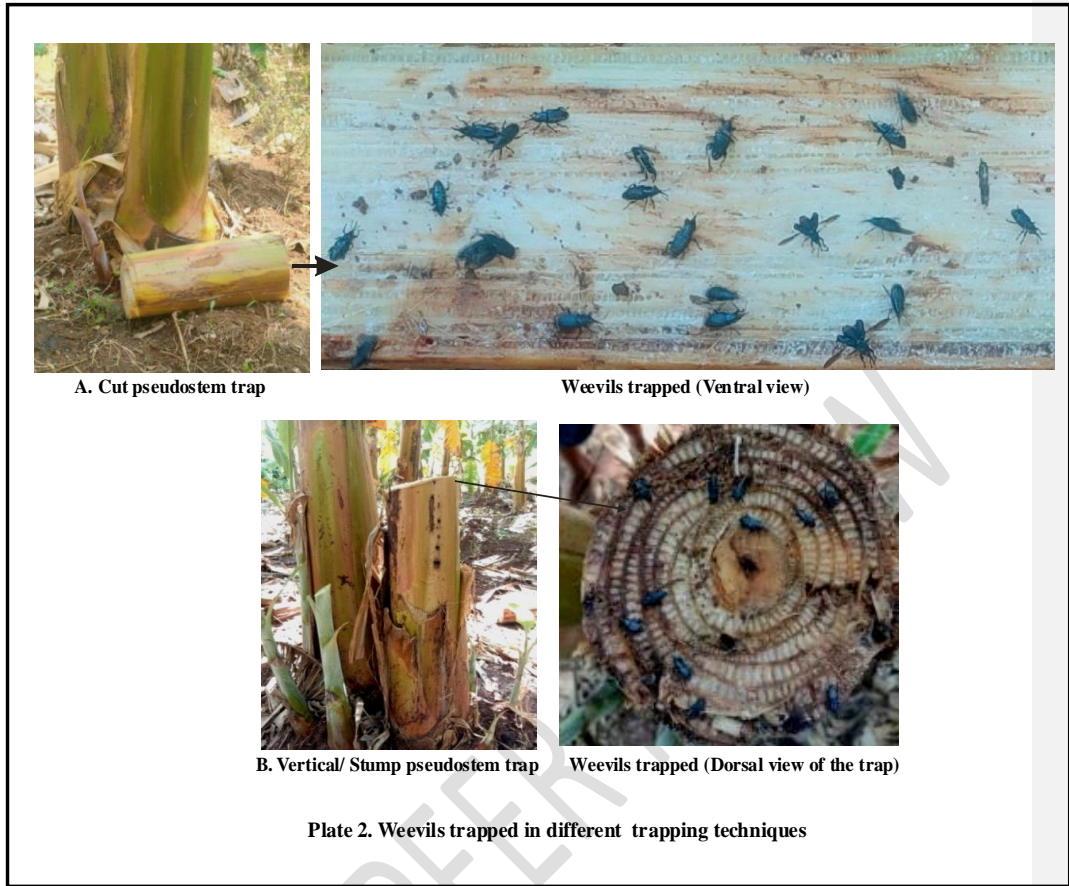 A. Cut pseudostem trap
Weevils trapped (Ventral view)
B. Vertical/ Stump pseudostem trap
Weevils trapped (Dorsal view of the trap)
Plate 2. Weevils trapped in different trapping techniques